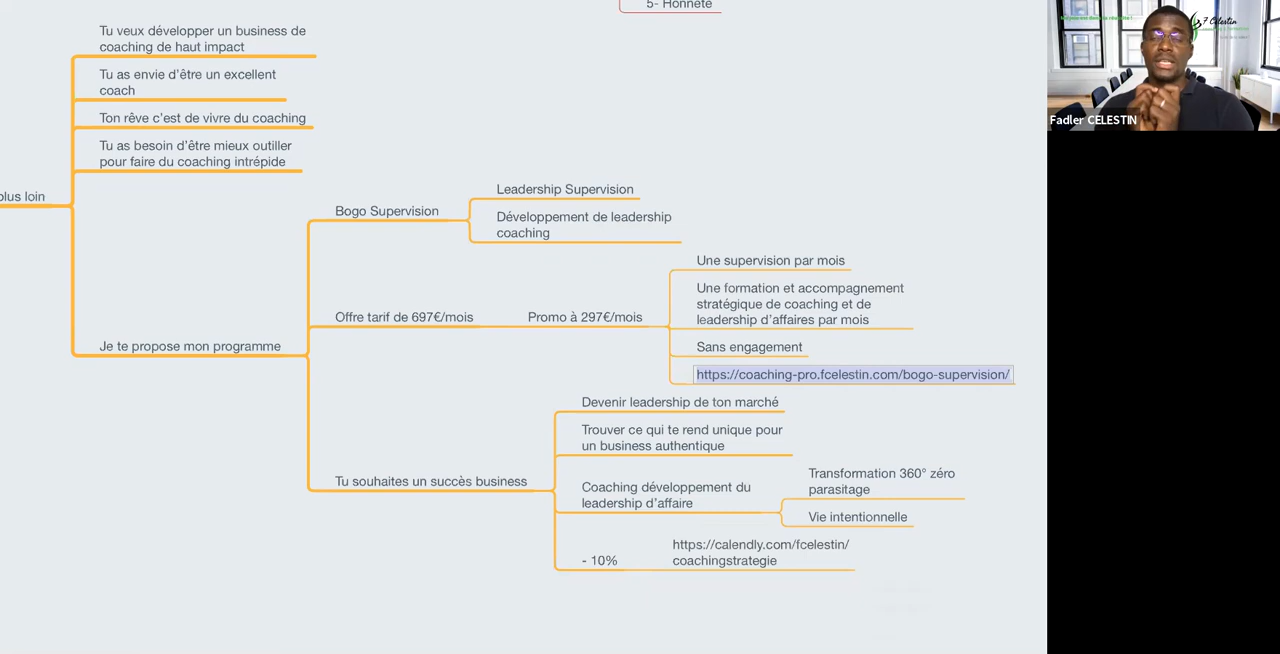 5- Honnêté
Tu veux développer un business de
coaching de haut impact
Tu as envie d'être un excellent
coach
Ton rêve c'est de vivre du coaching
Tu as besoin d'être mieux outiller
pour faire du coaching intrépide
plus loin
Je te propose mon programme
Bogo Supervision
Leadership Supervision
Développement de leadership
coaching
Offre tarif de 697€/mois
Promo à 297€/mois
Une supervision par mois
Une formation et accompagnement
stratégique de coaching et de
leadership d'affaires par mois
Sans engagement
https://coaching-pro.fcelestin.com/bogo-supervision/
Tu souhaites un succès business
Devenir leadership de ton marché
Trouver ce qui te rend unique pour
un business authentique
Coaching développement du
leadership d'affaire
Transformation 360° zéro
parasitage
Vie intentionnelle
- 10%
https://calendly.com/fcelestin/
coachingstrategie
Celestin
Fadler CELESTIN